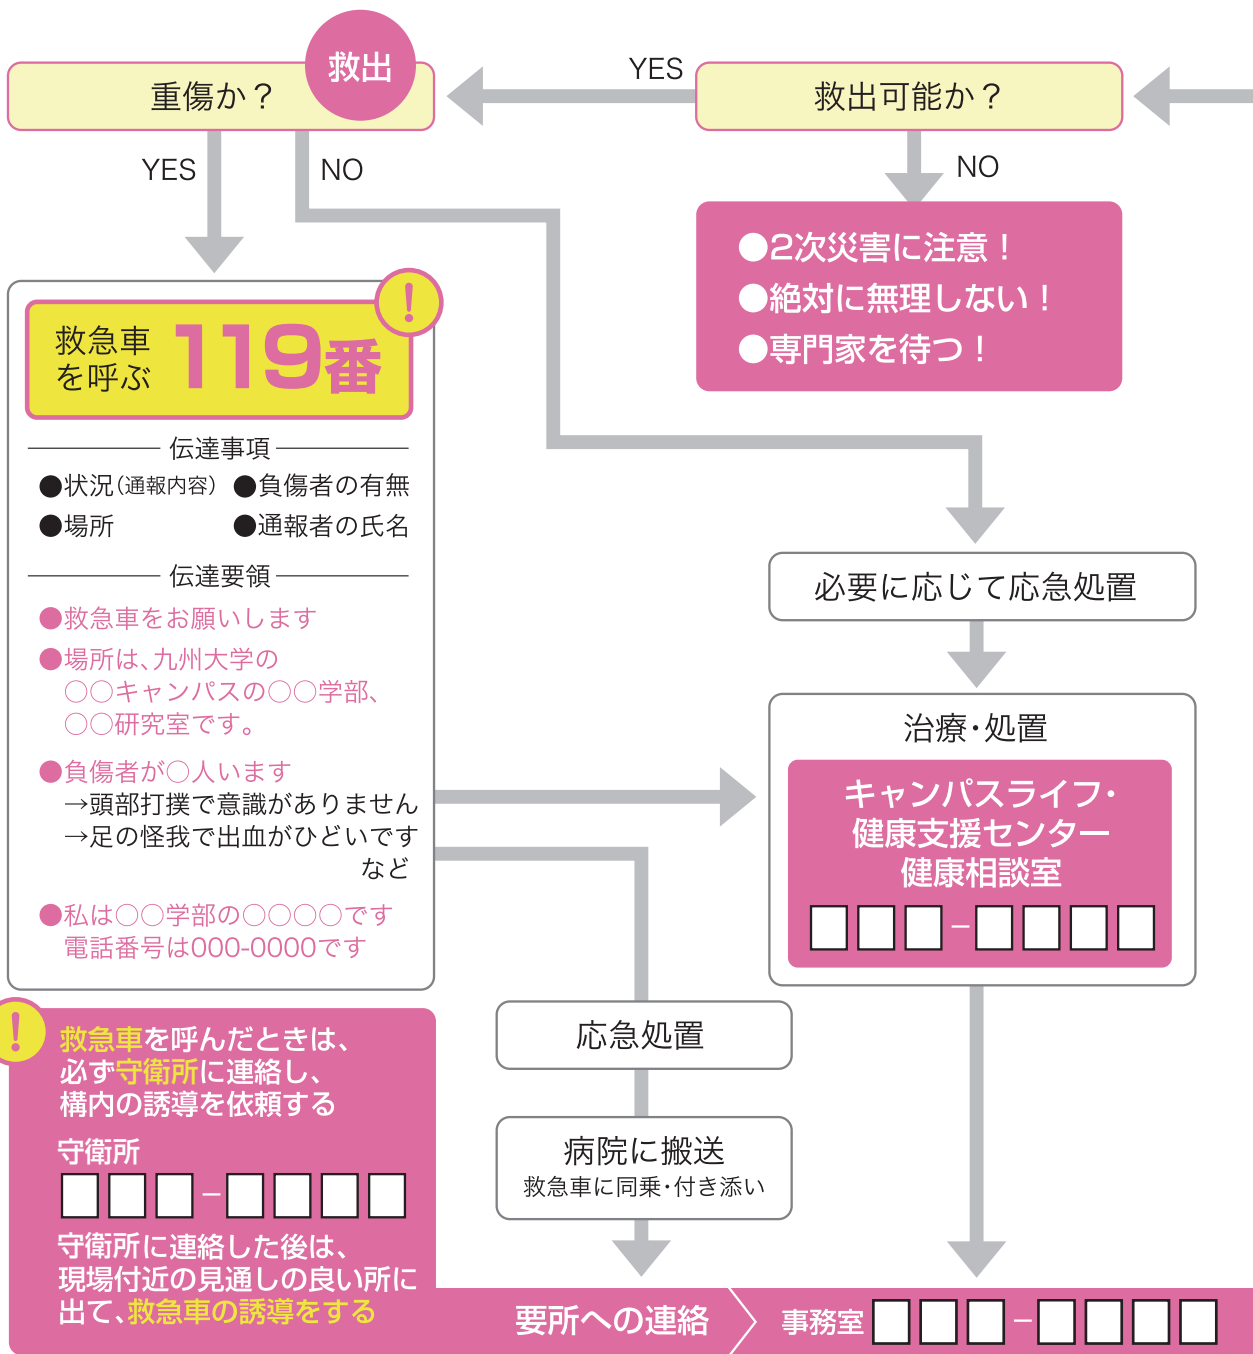 救出
重傷か？
YES
救出可能か？
YES
NO
NO
●2次災害に注意！
●絶対に無理しない！
●専門家を待つ！
!
救急車
を呼ぶ
119番
伝達事項
●状況（通報内容） ●負傷者の有無
●場所 ●通報者の氏名
伝達要領
●救急車をお願いします
●場所は、九州大学の
○○キャンパスの○○学部、
○○研究室です。
●負傷者が○人います
→頭部打撲で意識がありません
→足の怪我で出血がひどいです
など
●私は○○学部の○○○○です
電話番号は000-0000です
必要に応じて応急処置
治療・処置
キャンパスライフ・
健康支援センター
健康相談室
□□□−□□□□
!
救急車を呼んだときは、
必ず守衛所に連絡し、
構内の誘導を依頼する
守衛所
□□□−□□□□
守衛所に連絡した後は、
現場付近の見通しの良い所に
出て、救急車の誘導をする
応急処置
病院に搬送
救急車に同乗・付き添い
要所への連絡
事務室 □□□−□□□□